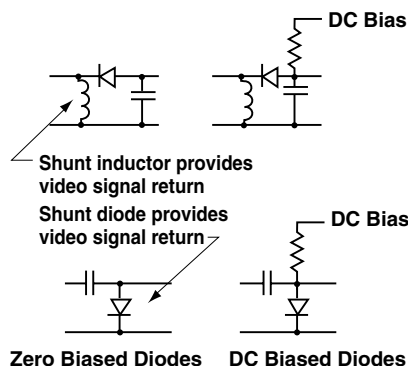 DC Bias
Shunt inductor provides
video signal return
Shunt diode provides
video signal return
DC Bias
Zero Biased Diodes
DC Biased Diodes